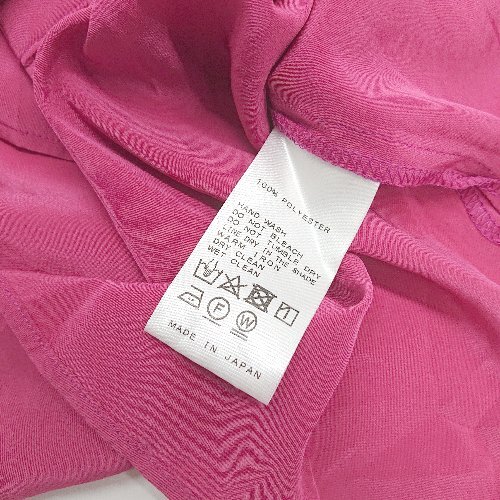 100% POLYESTER
HAND WASH
DO NOT BLEACH
DO NOT TUMBLE DRY
LINE DRY IN THE SHADE
WARM IRON
DRY CLEAN
WET CLEAN
F W
MADE IN JAPAN